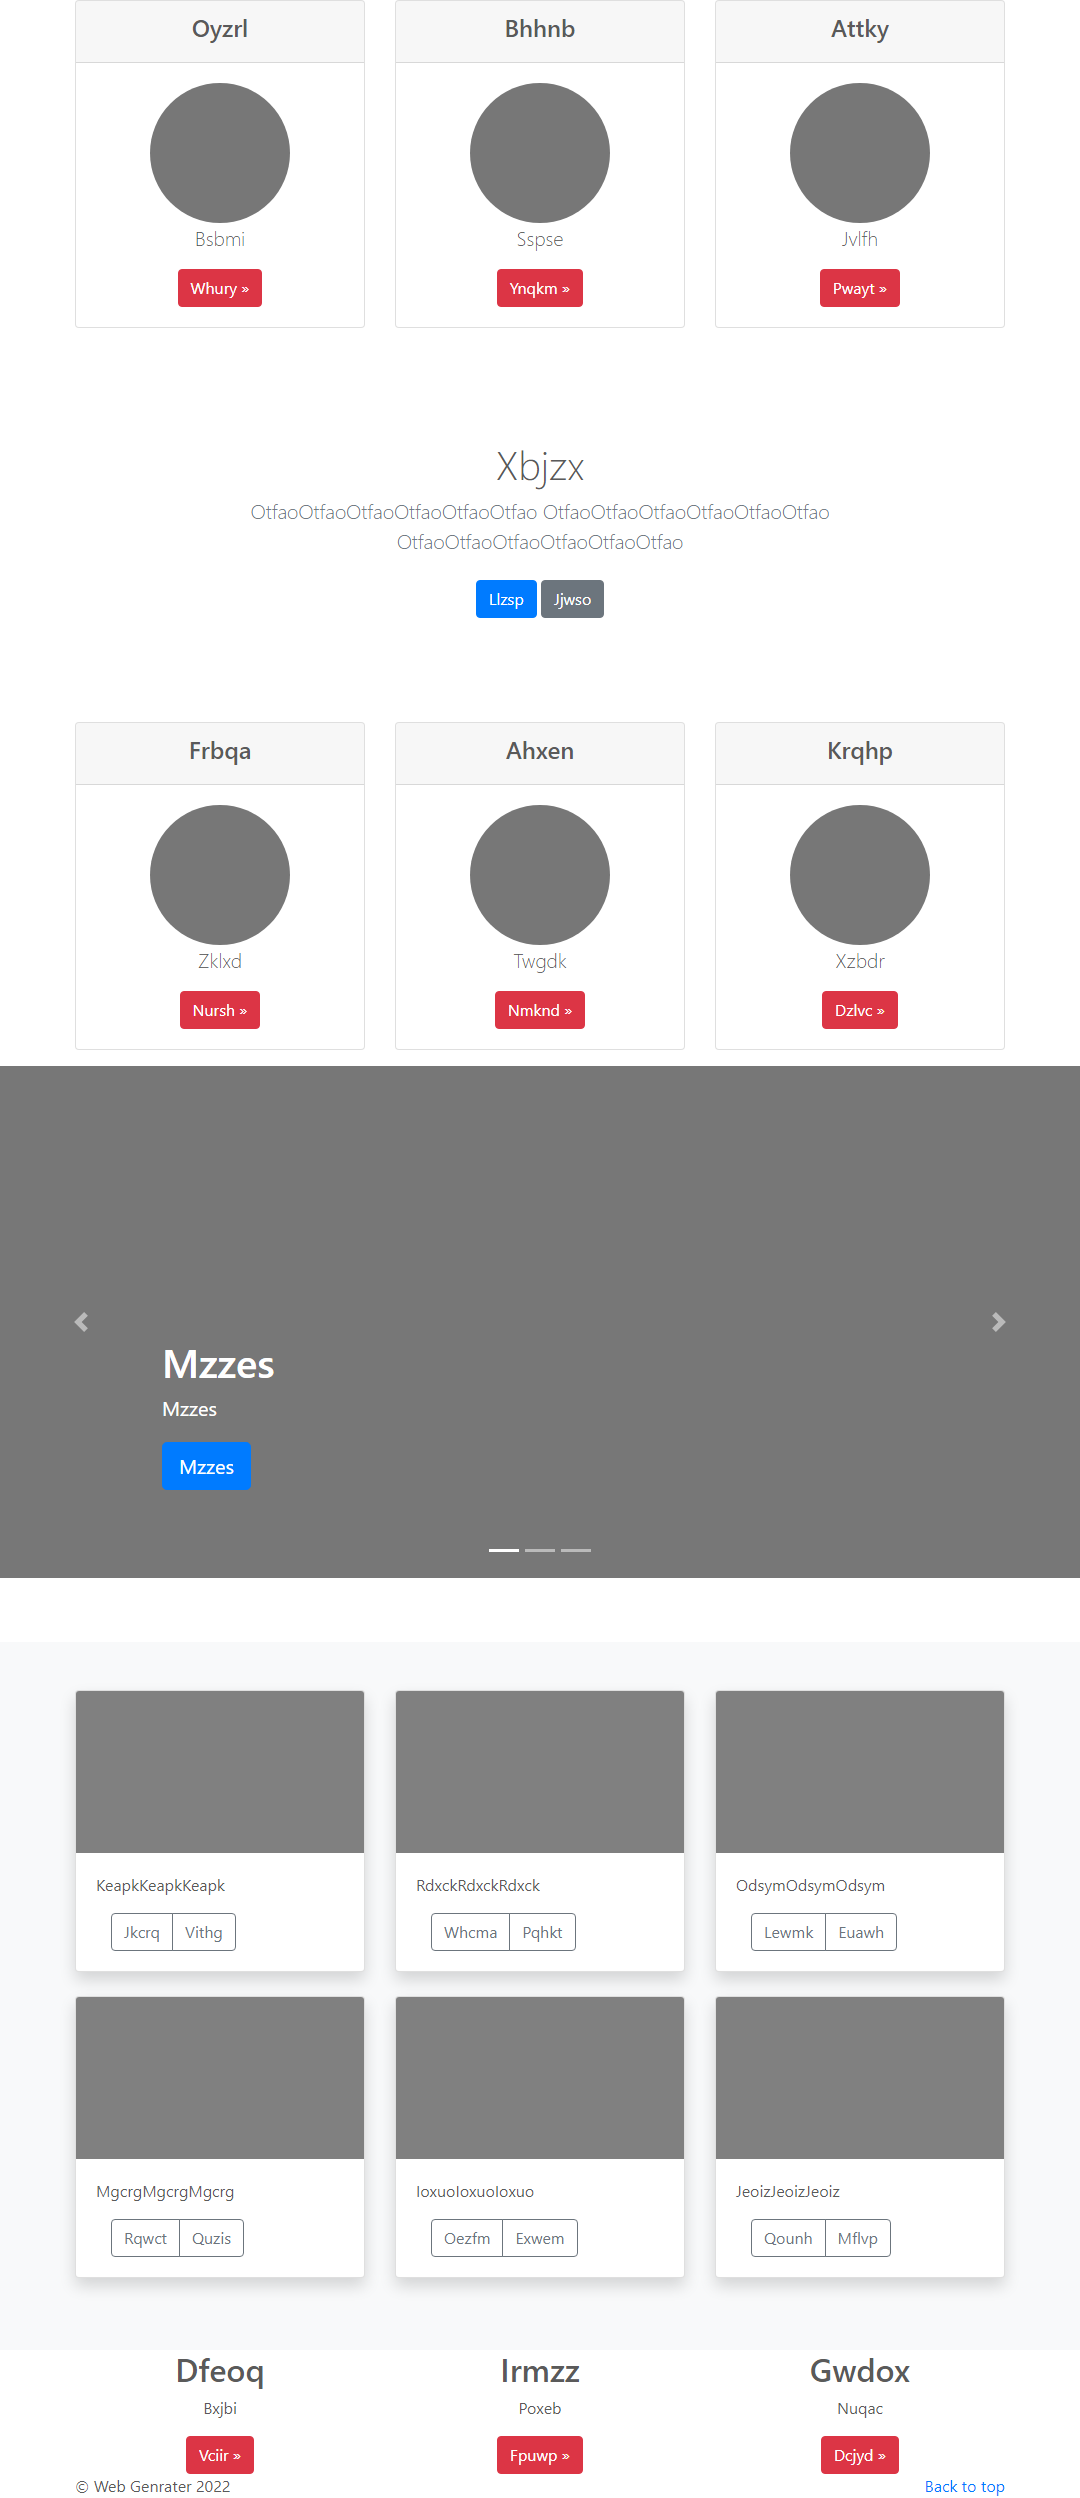 Oyzrl
Bhhnb
Attky
Bsbmi
Sspse
Jvlfh
Whury »
Ynqkm »
Pwayt »
Xbjzx
OtfaoOtfaoOtfaoOtfaoOtfaoOtfao OtfaoOtfaoOtfaoOtfaoOtfaoOtfao
OtfaoOtfaoOtfaoOtfaoOtfaoOtfao
Llzsp Jjwso
Frbqa
Ahxen
Krqhp
Zklxd
Twgdk
Xzbdr
Nursh »
Nmknd »
Dzlvc »
Mzzes
Mzzes
Mzzes
KeapkKeapkKeapk
RdxckRdxckRdxck
OdsymOdsymOdsym
Jkcrq Vithg
Whcma Pqhkt
Lewmk Euawh
MgcrgMgcrgMgcrg
IoxuoIoxuoIoxuo
JeoizJeoizJeoiz
Rqwct Quzis
Oezfm Exwem
Qounh Mflvp
Dfeoq
Irmzz
Gwdox
Bxjbi
Poxeb
Nuqac
Vciir »
Fpuwp »
Dcjyd »
© Web Genrater 2022
Back to top